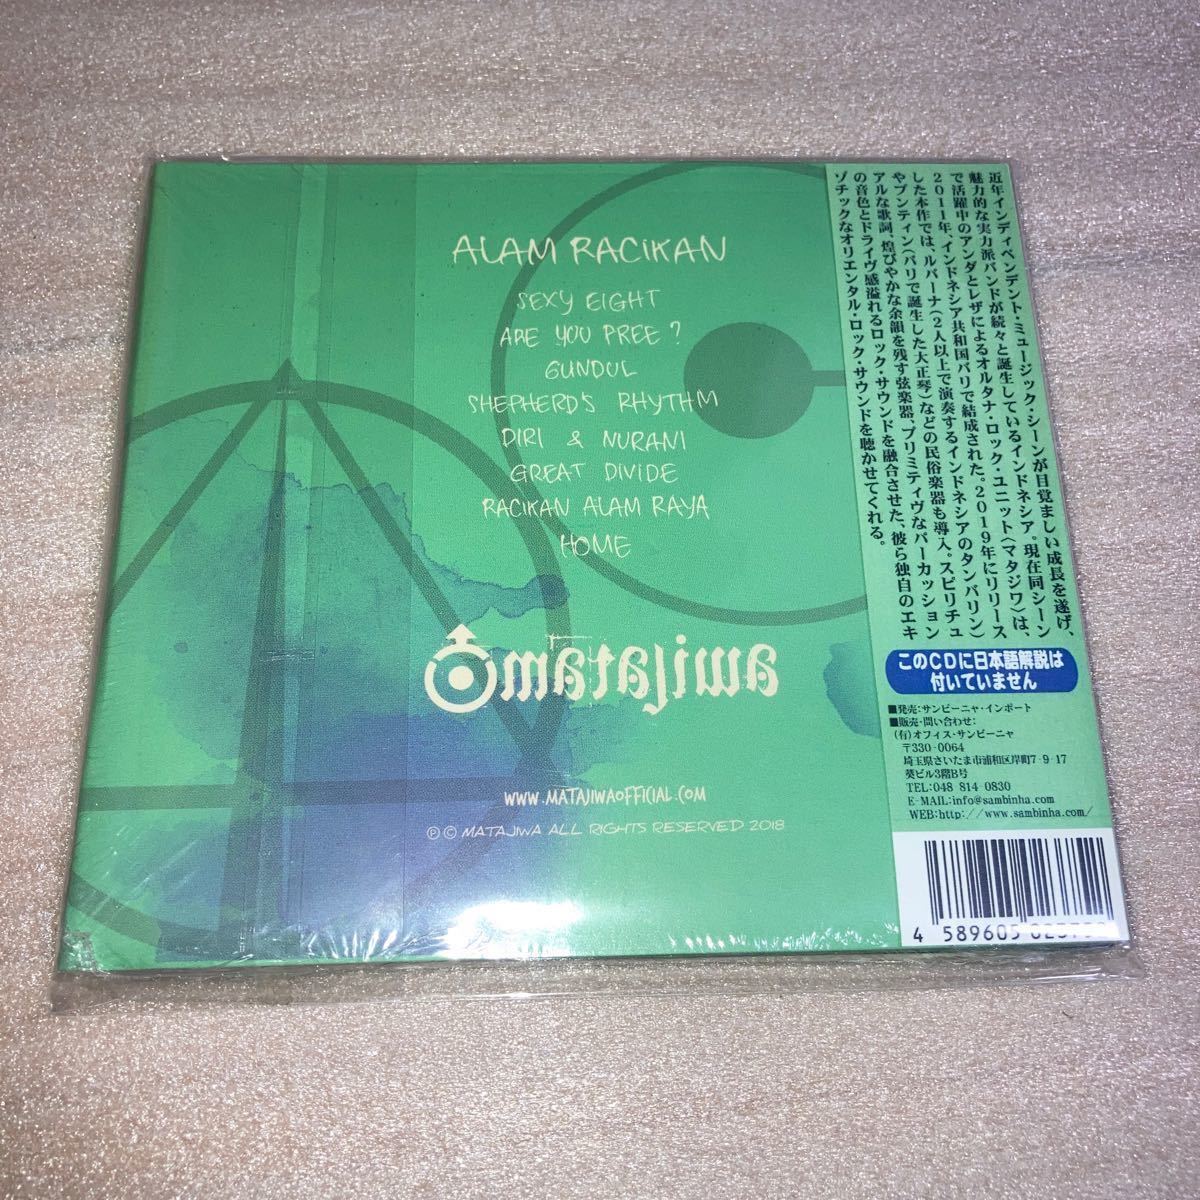 ALAM RACIKAN
SEXY EIGHT
ARE YOU PREE?
GUNDUL
SHEPHERD'S RHYTHM
DIRI & NURANI
GREAT DIVIDE
RACIKAN ALAM RAYA
HOME
matajiwa
WWW.MATAJIWAOFFICIAL.COM
℗ © MATAJIWA ALL RIGHTS RESERVED 2018
近年インディペンデント・ミュージック・シーンが目覚ましい成長を遂げ、
魅力的な実力派バンドが続々と誕生しているインドネシア。現在同シーン
で活躍中のアンダとレザによるオルタナ・ロック・ユニット〈マタジワ〉は、
2011年、インドネシア共和国バリで結成された。2019年にリリース
した本作では、ルバーナ(2人以上で演奏するインドネシアのタンバリン)
やブンティン(バリで誕生した大正琴)などの民俗楽器も導入。スピリチュ
アルな歌詞、煌びやかな余韻を残す弦楽器、プリミティヴなパーカッション
の音色とドライヴ感溢れるロック・サウンドを融合させた、彼ら独自のエキ
ゾチックなオリエンタル・ロック・サウンドを聴かせてくれる。
このCDに日本語解説は
付いていません
■発売:サンビーニャ・インポート
■販売・問い合わせ:
(有)オフィス・サンビーニャ
〒330-0064
埼玉県さいたま市浦和区岸町7-9-17
葵ビル3階B号
TEL:048 814 0830
E-MAIL:info@sambinha.com
WEB:http://www.sambinha.com/
4 589605